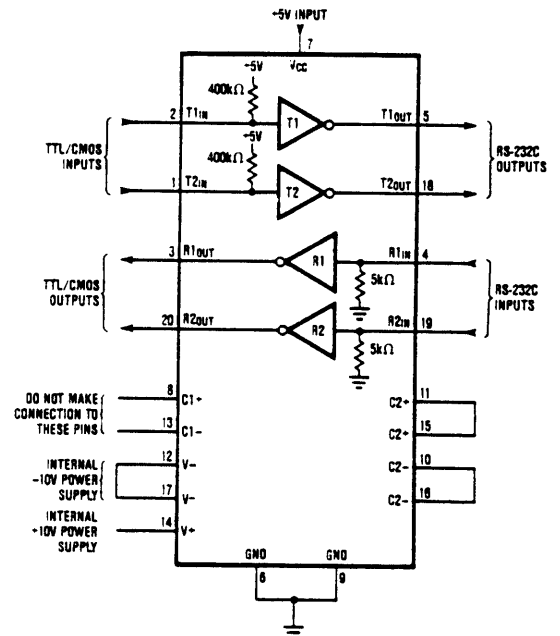 +5V INPUT
7
VCC
+5V
400kΩ
2 T1IN T1 T1OUT 5
+5V
400kΩ
TTL/CMOS
INPUTS
RS-232C
OUTPUTS
1 T2IN T2 T2OUT 18
3 R1OUT R1 R1IN 4
5kΩ
TTL/CMOS
OUTPUTS
RS-232C
INPUTS
20 R2OUT R2 R2IN 19
5kΩ
DO NOT MAKE
CONNECTION TO
THESE PINS
8 C1+
13 C1-
C2+ 11
C2+ 15
INTERNAL
-10V POWER
SUPPLY
12 V-
17 V-
C2- 10
C2- 16
INTERNAL
+10V POWER
SUPPLY
14 V+
GND GND
6 9